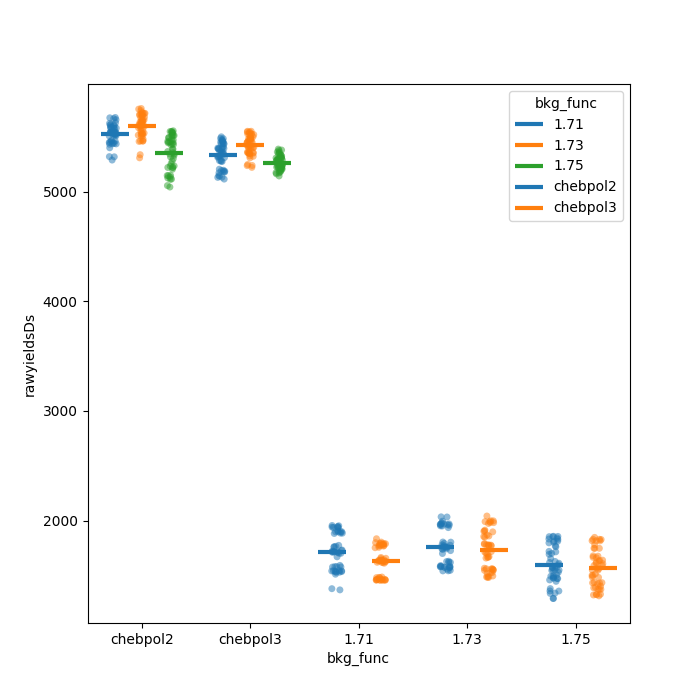 bkg_func
1.71
1.73
1.75
chebpol2
chebpol3
rawyieldsDs
5000
4000
3000
2000
chebpol2 chebpol3 1.71 1.73 1.75
bkg_func